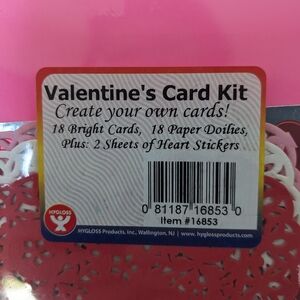 Valentine's Card Kit
Create your own cards!
18 Bright Cards, 18 Paper Doilies,
Plus: 2 Sheets of Heart Stickers
0 81187 16853 0
Item #16853
HYGLOSS
HYGLOSS Products, Inc, Wallington, NJ | www.hyglossproducts.com